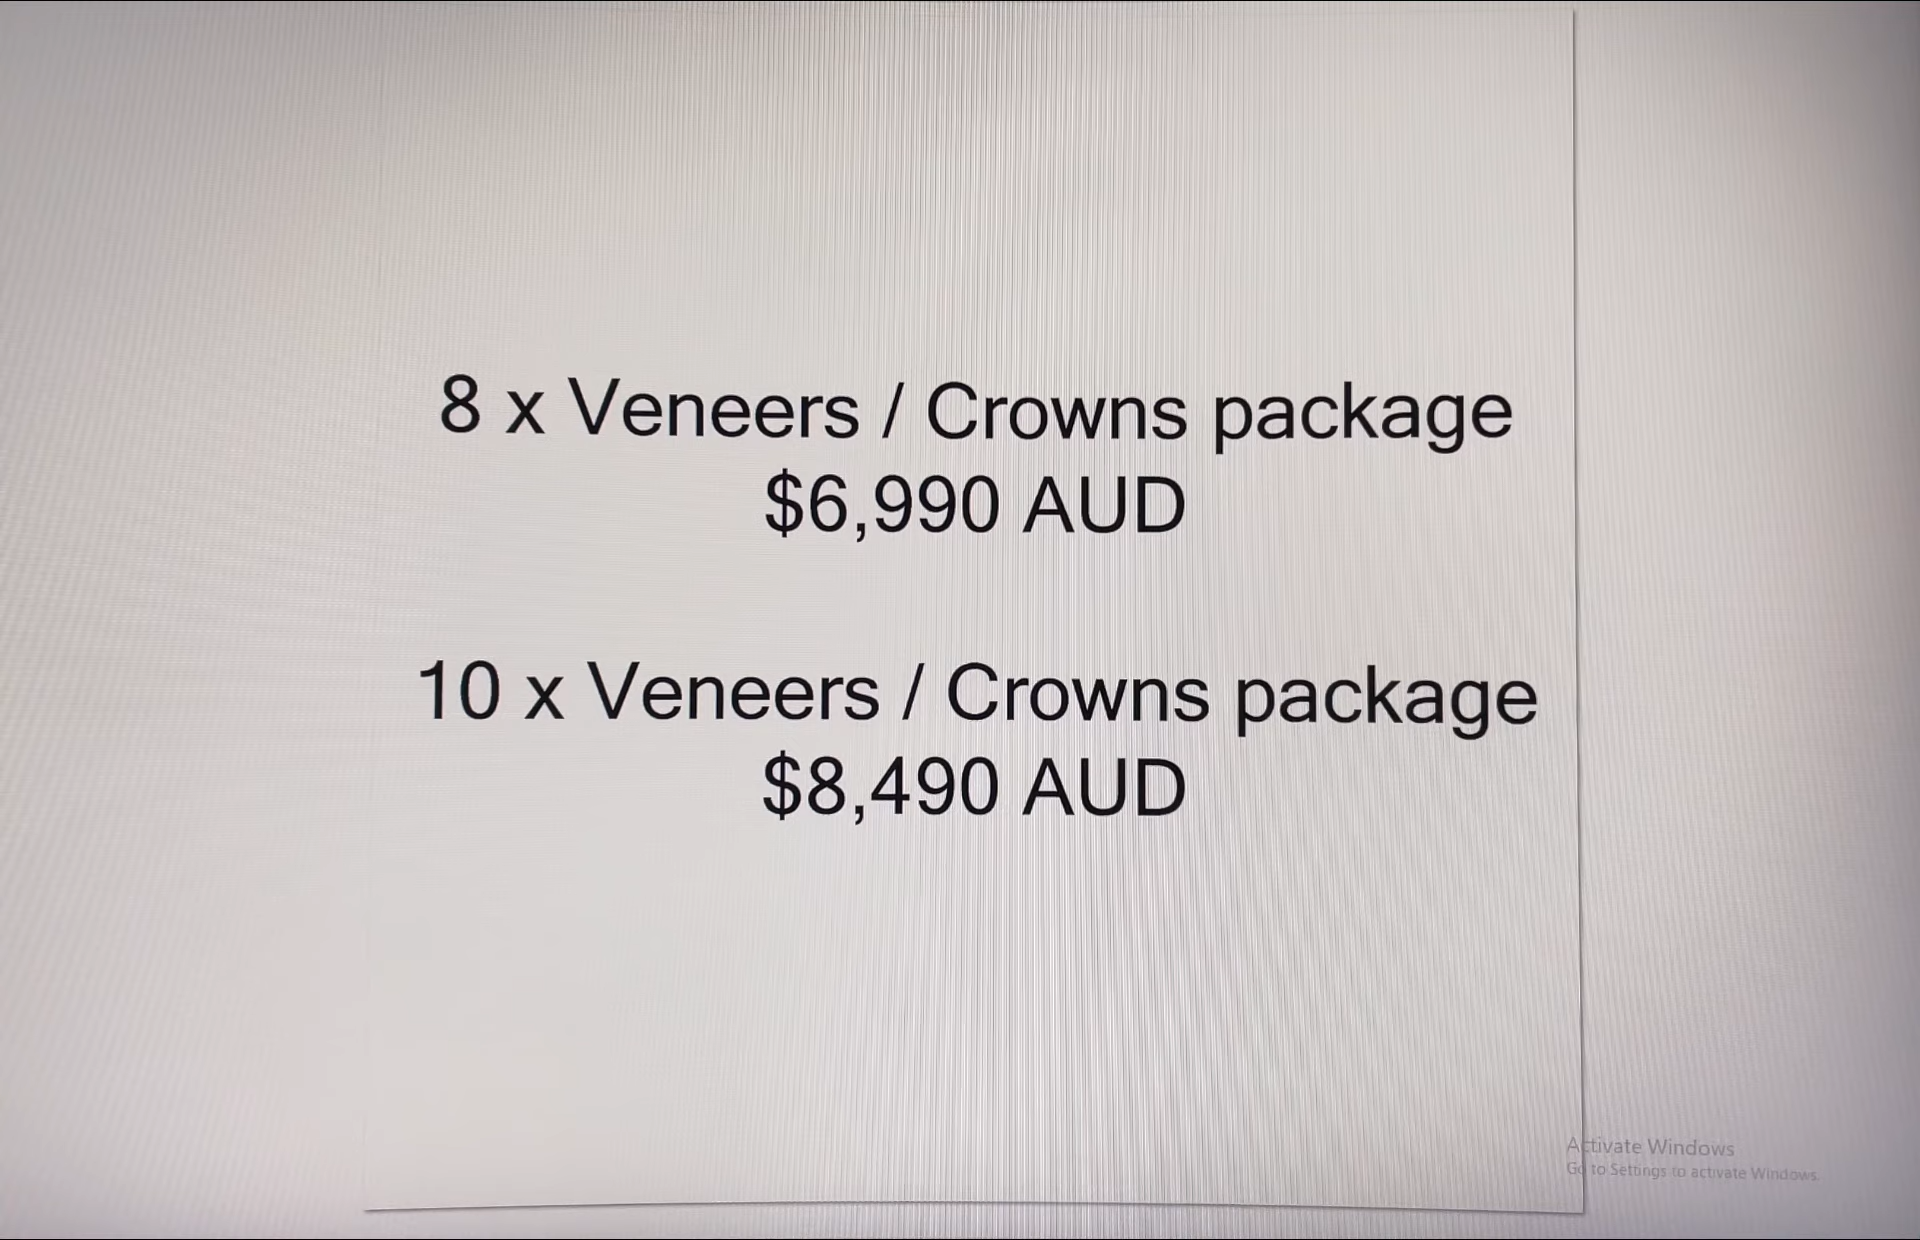 8 x Veneers / Crowns package
$6,990 AUD
10 x Veneers / Crowns package
$8,490 AUD
Activate Windows
Go to Settings to activate Windows.